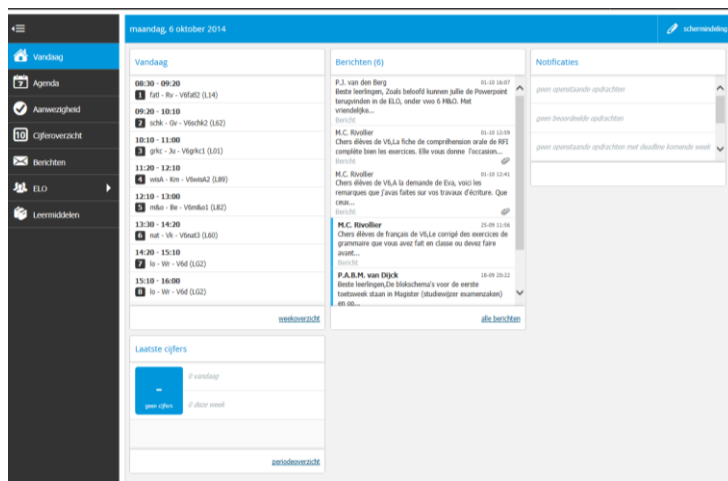 maandag, 6 oktober 2014
schermindeling
Vandaag
Agenda
Aanwezigheid
Cijferoverzicht
Berichten
ELO
Leermiddelen
Vandaag
08:30 - 09:20
1 fatl - Rv - V6fatl2 (L14)
09:20 - 10:10
2 schk - Gv - V6schk2 (L62)
10:10 - 11:00
3 grkc - Ju - V6grkc1 (L01)
11:20 - 12:10
4 wisA - Km - V6wisA2 (L89)
12:10 - 13:00
5 m&o - Be - V6m&o1 (L82)
13:30 - 14:20
6 nat - Vk - V6nat3 (L60)
14:20 - 15:10
7 lo - Wr - V6d (LG2)
15:10 - 16:00
8 lo - Wr - V6d (LG2)
weekoverzicht
Berichten (6)
P.J. van den Berg 01-10 16:07
Beste leerlingen, Zoals beloofd kunnen jullie de Powerpoint
terugvinden in de ELO, onder vwo 6 M&O. Met
vriendelijke...
Bericht
M.C. Rivollier 01-10 12:59
Chers élèves de V6,La fiche de compréhension orale de RFI
complète bien les exercices. Elle vous donne l'occasion...
Bericht
M.C. Rivollier 01-10 12:41
Chers élèves de V6,A la demande de Eva, voici les
remarques que j'avais faites sur vos travaux d'écriture. Que
ceux...
Bericht
M.C. Rivollier 25-09 11:56
Chers élèves de français de V6,Le corrigé des exercices de
grammaire que vous avez fait en classe ou devez faire
avant...
Bericht
P.A.B.M. van Dijck 18-09 20:22
Beste leerlingen,De blokschema's voor de eerste
toetsweek staan in Magister (studiewijzer examenzaken)
en op...
alle berichten
Notificaties
geen openstaande opdrachten
geen beoordeelde opdrachten
geen openstaande opdrachten met deadline komende week
Laatste cijfers
-
geen cijfers
0 vandaag
0 deze week
periodeoverzicht